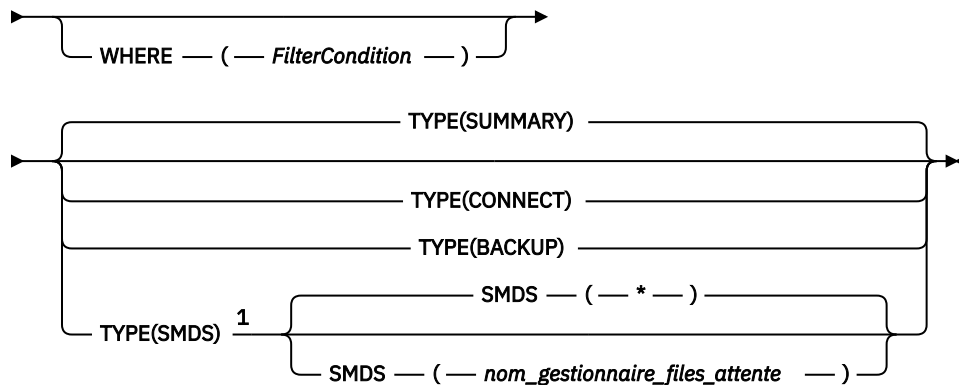 WHERE ( FilterCondition )
TYPE(SUMMARY)
TYPE(CONNECT)
TYPE(BACKUP)
TYPE(SMDS) 1
SMDS ( * )
SMDS ( nom_gestionnaire_files_attente )